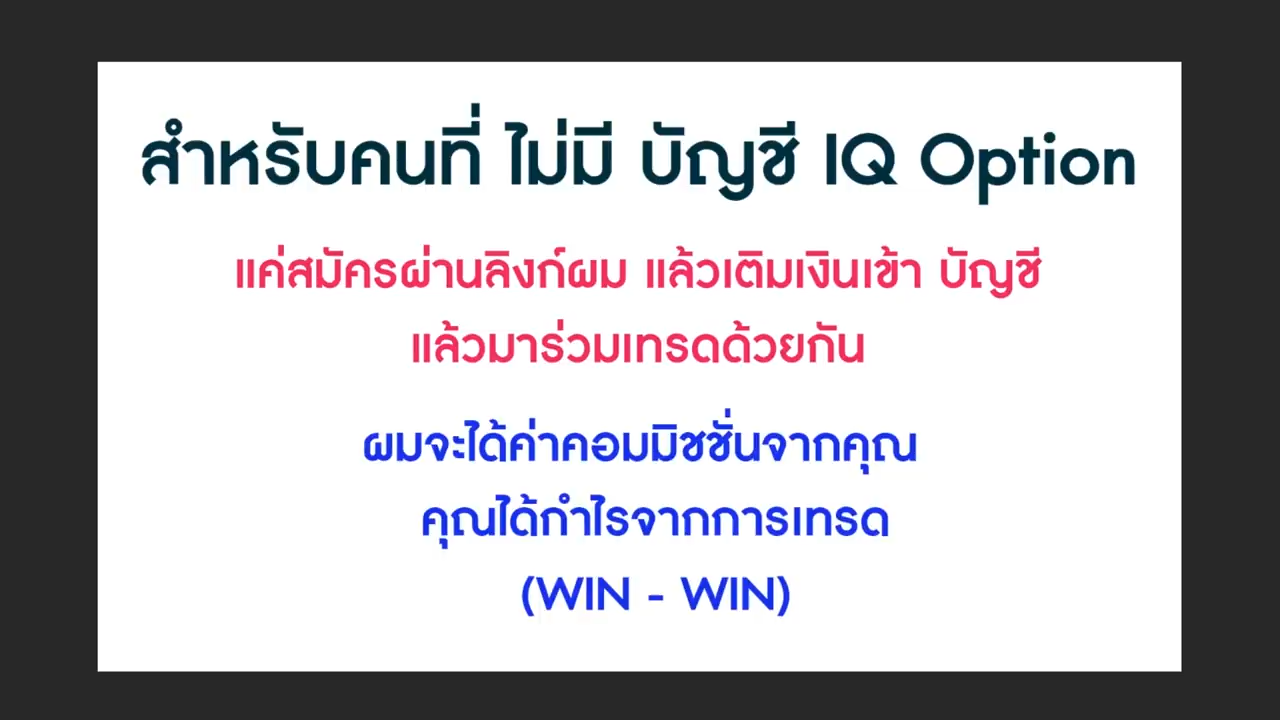 สำหรับคนที่ ไม่มี บัญชี IQ Option
แค่สมัครผ่านลิงก์ผม แล้วเติมเงินเข้า บัญชี
แล้วมาร่วมเทรดด้วยกัน
ผมจะได้ค่าคอมมิชชั่นจากคุณ
คุณได้กำไรจากการเทรด
(WIN - WIN)